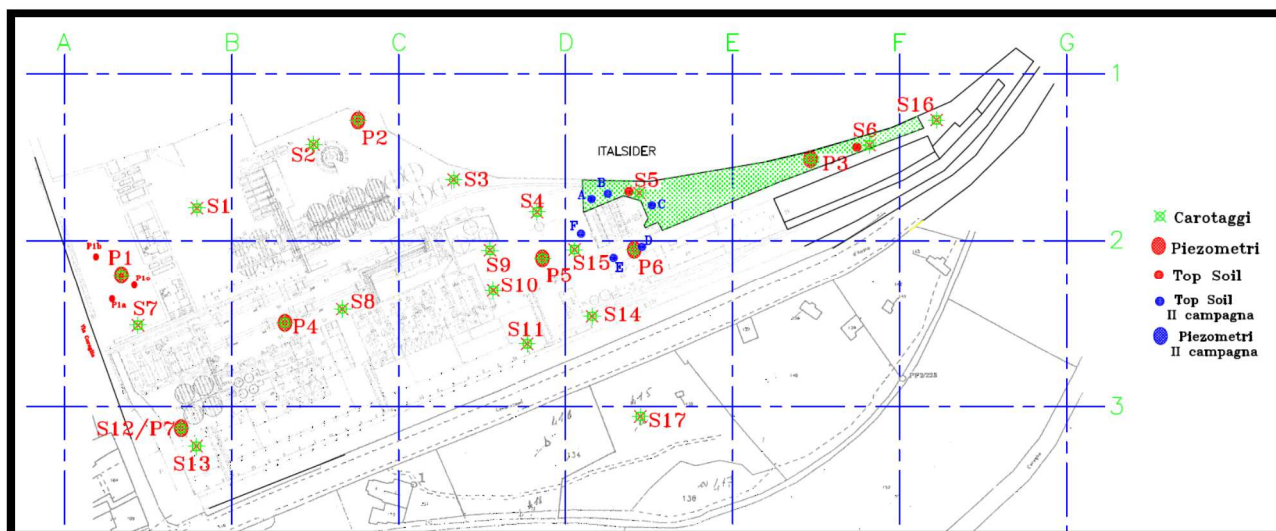 A B C D E F G
1
S16
P2
S6
S2
ITALSIDER
P3
S3
S5
B
A
C
S4
S1
Carotaggi
F
2
P1b
D
P1
S9
P5
S15
E
P6
Piezometri
P1c
Top Soil
P1a
S10
S7
S8
Top Soil
II campagna
P4
S14
S11
Piezometri
II campagna
3
S17
S12/P7
S13
138